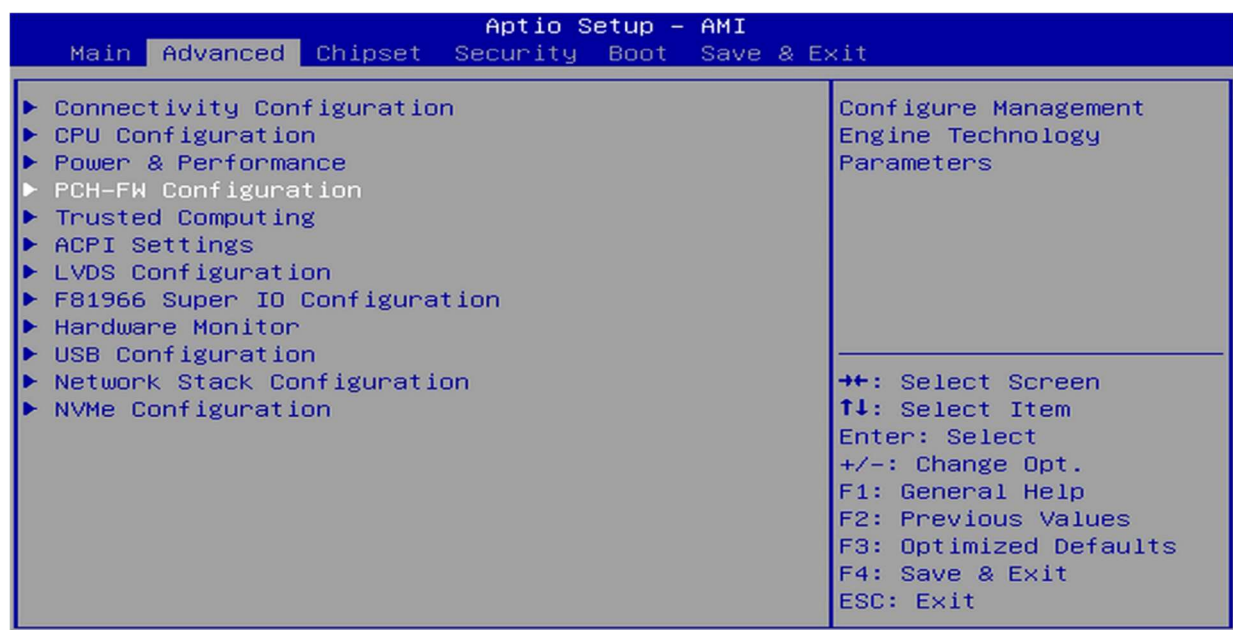 Aptio Setup – AMI
Main Advanced Chipset Security Boot Save & Exit
▶ Connectivity Configuration
▶ CPU Configuration
▶ Power & Performance
▶ PCH-FW Configuration
▶ Trusted Computing
▶ ACPI Settings
▶ LVDS Configuration
▶ F81966 Super IO Configuration
▶ Hardware Monitor
▶ USB Configuration
▶ Network Stack Configuration
▶ NVMe Configuration
Configure Management
Engine Technology
Parameters
→←: Select Screen
↑↓: Select Item
Enter: Select
+/-: Change Opt.
F1: General Help
F2: Previous Values
F3: Optimized Defaults
F4: Save & Exit
ESC: Exit